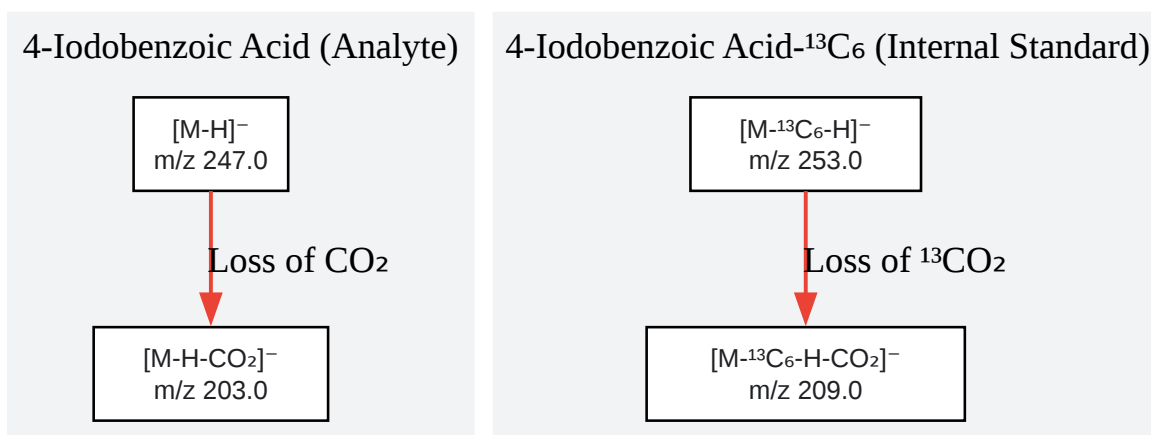 4-Iodobenzoic Acid (Analyte)
[M-H]⁻
m/z 247.0
Loss of CO₂
[M-H-CO₂]⁻
m/z 203.0
4-Iodobenzoic Acid-¹³C₆ (Internal Standard)
[M-¹³C₆-H]⁻
m/z 253.0
Loss of ¹³CO₂
[M-¹³C₆-H-CO₂]⁻
m/z 209.0